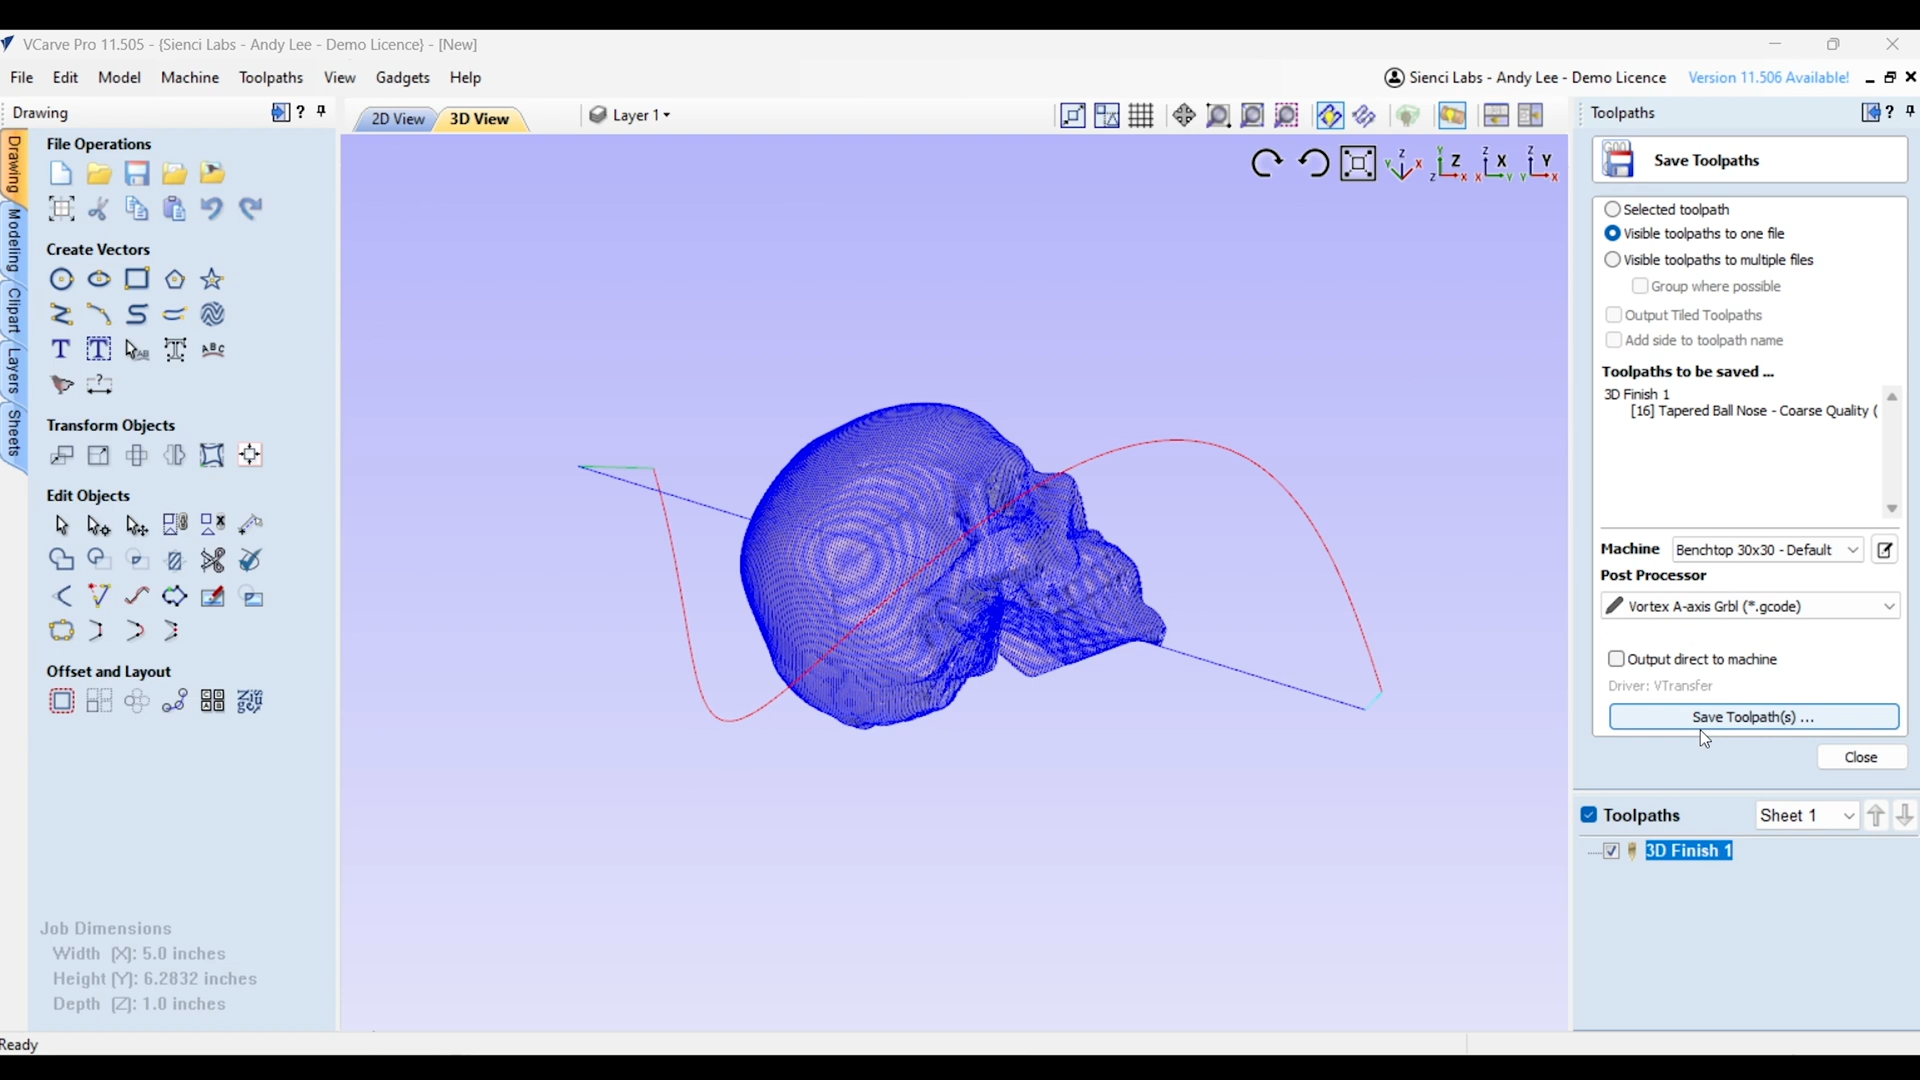 VCarve Pro 11.505 - {Sienci Labs - Andy Lee - Demo Licence} - [New]
File Edit Model Machine Toolpaths View Gadgets Help
Sienci Labs - Andy Lee - Demo Licence Version 11.506 Available!
Drawing
2D View 3D View Layer 1
Toolpaths
Drawing
Modeling
Clipart
Layers
Sheets
File Operations
Create Vectors
Transform Objects
Edit Objects
Offset and Layout
Job Dimensions
Width (X): 5.0 inches
Height (Y): 6.2832 inches
Depth (Z): 1.0 inches
Save Toolpaths
Selected toolpath
Visible toolpaths to one file
Visible toolpaths to multiple files
Group where possible
Output Tiled Toolpaths
Add side to toolpath name
Toolpaths to be saved ...
3D Finish 1
[16] Tapered Ball Nose - Coarse Quality (
Machine Benchtop 30x30 - Default
Post Processor
Vortex A-axis Grbl (*.gcode)
Output direct to machine
Driver: VTransfer
Save Toolpath(s) ...
Close
Toolpaths Sheet 1
3D Finish 1
Ready